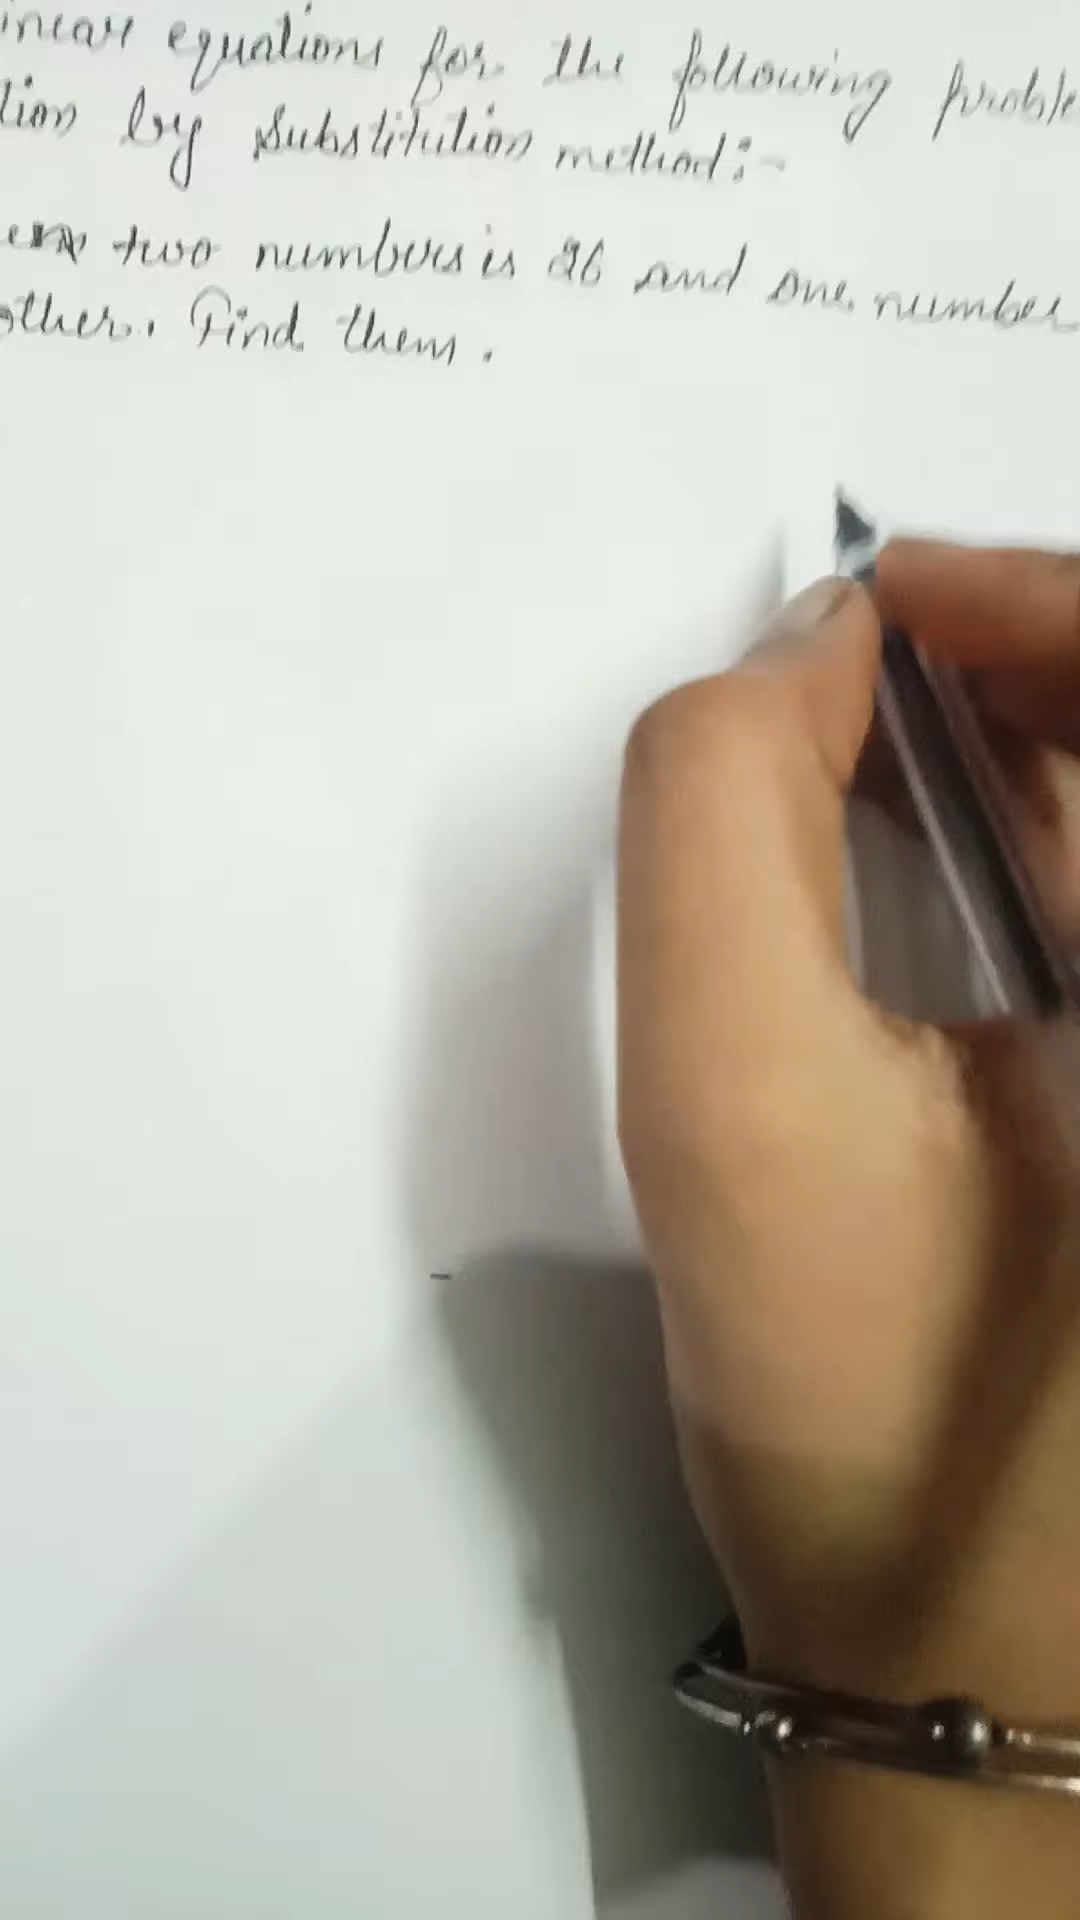 inear equations for the following proble
tion by Substitution method:-
two numbers is 26 and one number
other. Find them.